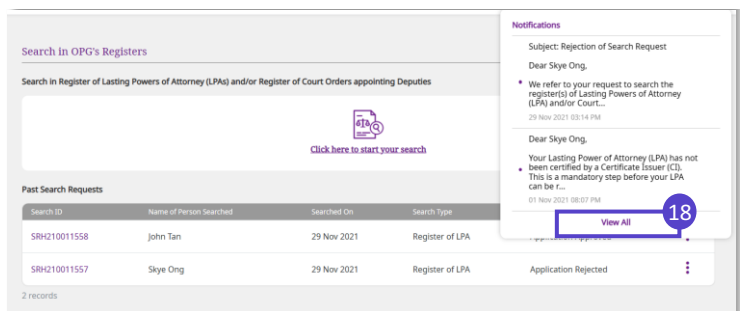 Notifications
Subject: Rejection of Search Request
Dear Skye Ong,
We refer to your request to search the
register(s) of Lasting Powers of Attorney
(LPA) and/or Court...
29 Nov 2021 03:14 PM
Dear Skye Ong,
Your Lasting Power of Attorney (LPA) has not
been certified by a Certificate Issuer (CI).
This is a mandatory step before your LPA
can be r...
01 Nov 2021 08:07 PM
View All
18
Search in OPG's Registers
Search in Register of Lasting Powers of Attorney (LPAs) and/or Register of Court Orders appointing Deputies
Click here to start your search
Past Search Requests
Search ID Name of Person Searched Searched On Search Type
SRH210011558 John Tan 29 Nov 2021 Register of LPA
SRH210011557 Skye Ong 29 Nov 2021 Register of LPA Application Rejected
2 records